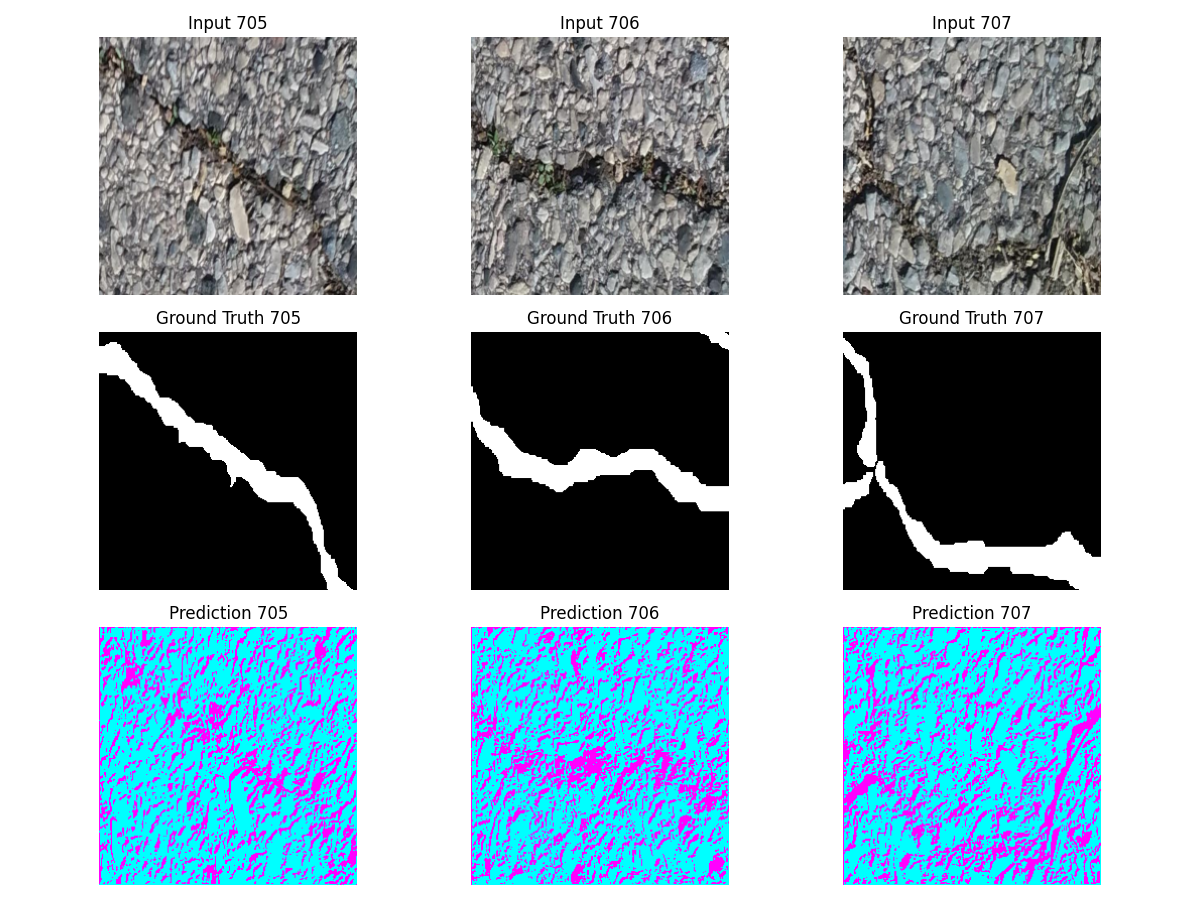 Input 705
Input 706
Input 707
Ground Truth 705
Ground Truth 706
Ground Truth 707
Prediction 705
Prediction 706
Prediction 707